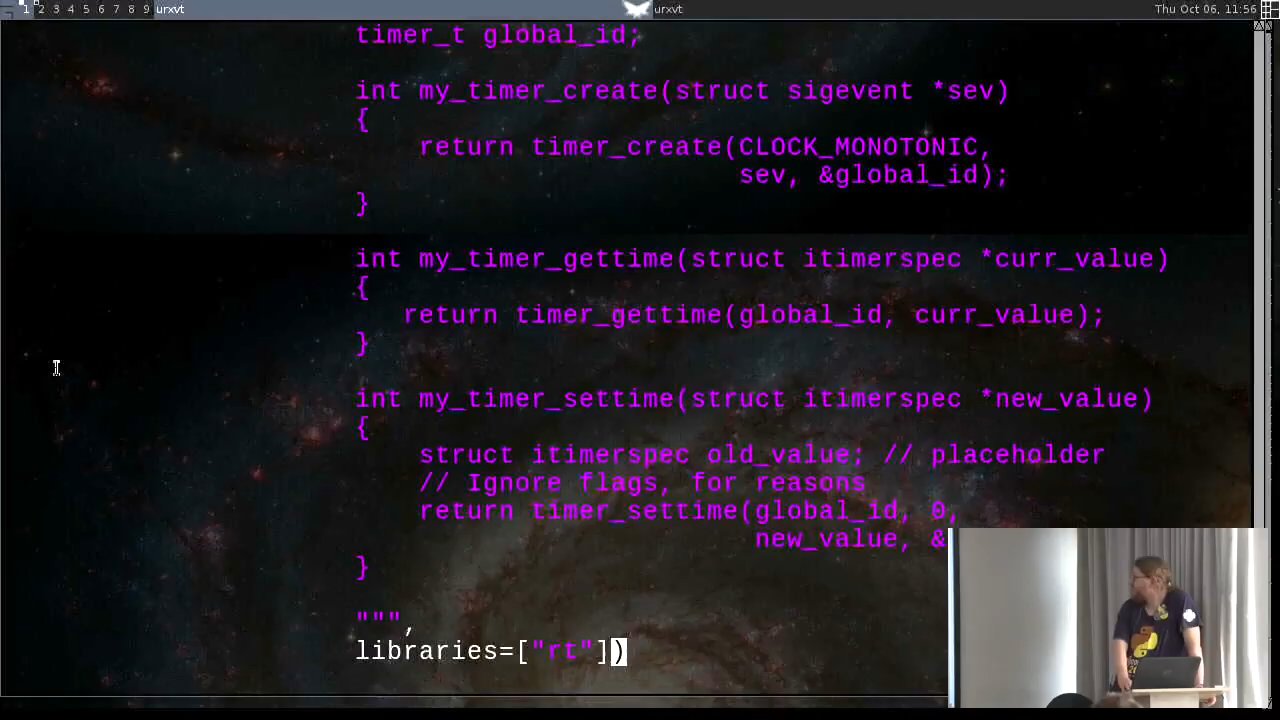 1 2 3 4 5 6 7 8 9 urxvt urxvt Thu Oct 06, 11:56
timer_t global_id;
int my_timer_create(struct sigevent *sev)
{
return timer_create(CLOCK_MONOTONIC,
sev, &global_id);
}
int my_timer_gettime(struct itimerspec *curr_value)
{
return timer_gettime(global_id, curr_value);
}
int my_timer_settime(struct itimerspec *new_value)
{
struct itimerspec old_value; // placeholder
// Ignore flags, for reasons
return timer_settime(global_id, 0,
new_value, &
}
""",
libraries=["rt"])